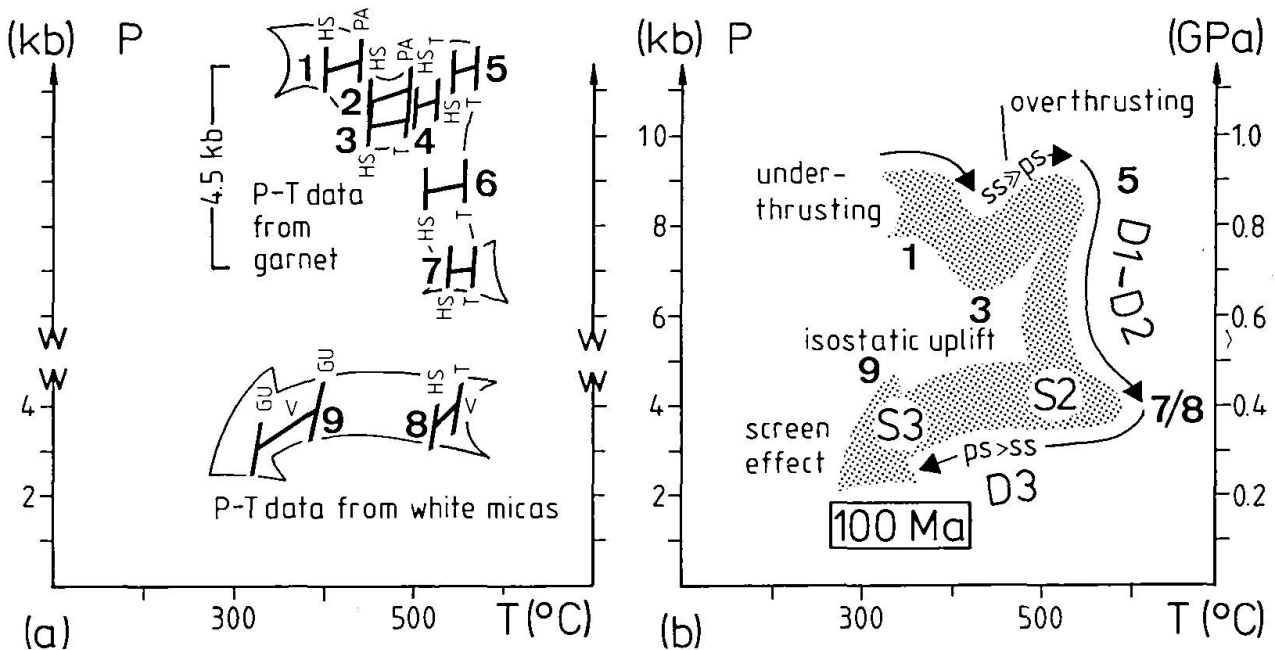 (kb) P
HS
PA
1
HS
PA
HS
T
5
2
3
4
HS
T
HS
T
4.5 kb
P-T data
from
garnet
6
HS
T
7
HS
T
4
2
GU
GU
V
9
HS
T
V
8
P-T data from white micas
300
500
T(°C)
(a)
(kb) P
(GPa)
10
8
6
4
2
1.0
0.8
0.6
0.4
0.2
overthrusting
under-
thrusting
ss≫ps
5
1
D1-D2
3
isostatic uplift
9
S2
7/8
S3
screen
effect
ps>ss
D3
100 Ma
300
500
T(°C)
(b)